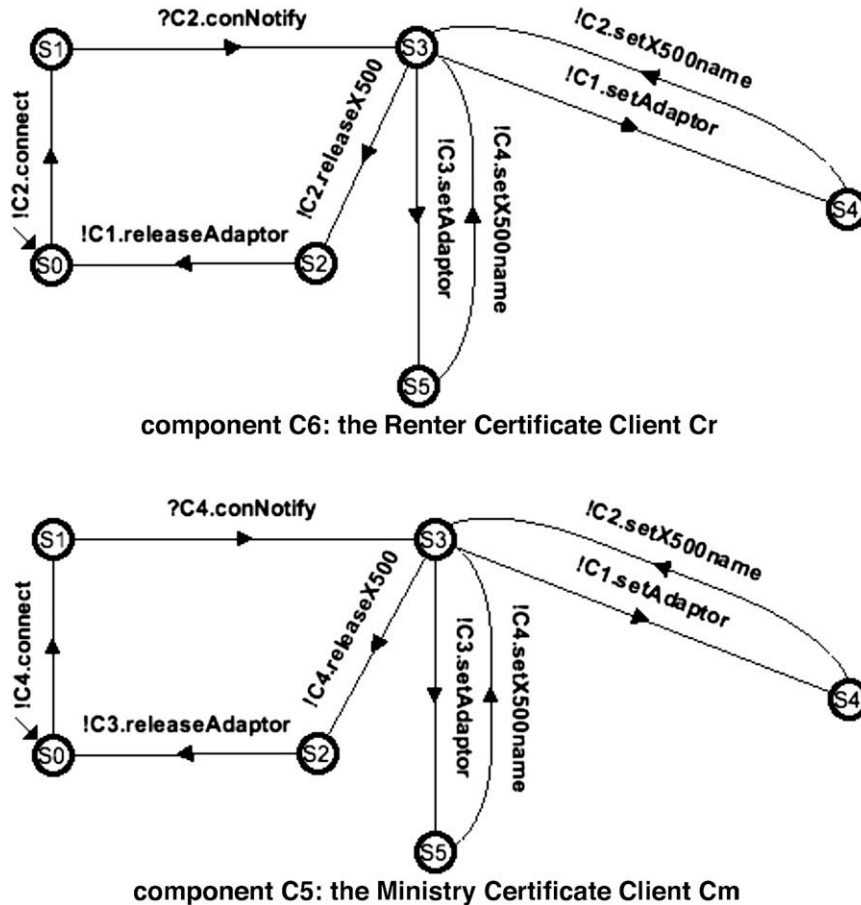 ?C2.conNotify
S1
S3
!C2.setX500name
!C1.setAdaptor
!C2.connect
!C2.releaseX500
!C3.setAdaptor
!C4.setX500name
S4
!C1.releaseAdaptor
S0
S2
S5
component C6: the Renter Certificate Client Cr
?C4.conNotify
S1
S3
!C2.setX500name
!C1.setAdaptor
!C4.connect
!C4.releaseX500
!C3.setAdaptor
!C4.setX500name
S4
!C3.releaseAdaptor
S0
S2
S5
component C5: the Ministry Certificate Client Cm